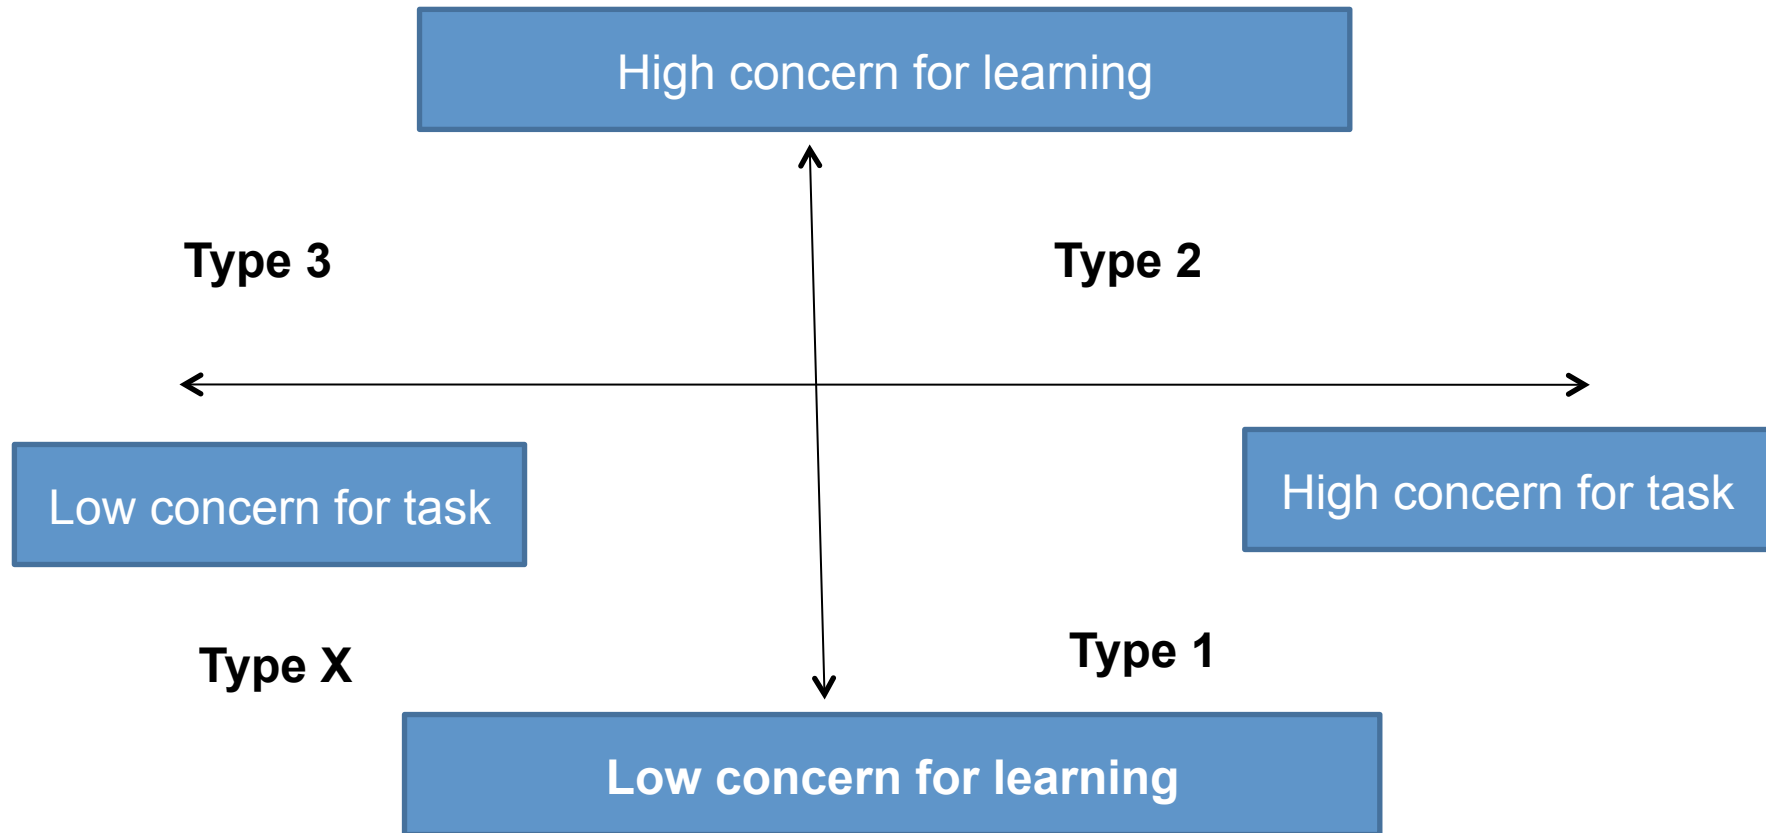 High concern for learning
Type 3
Type 2
Low concern for task
High concern for task
Type X
Type 1
Low concern for learning